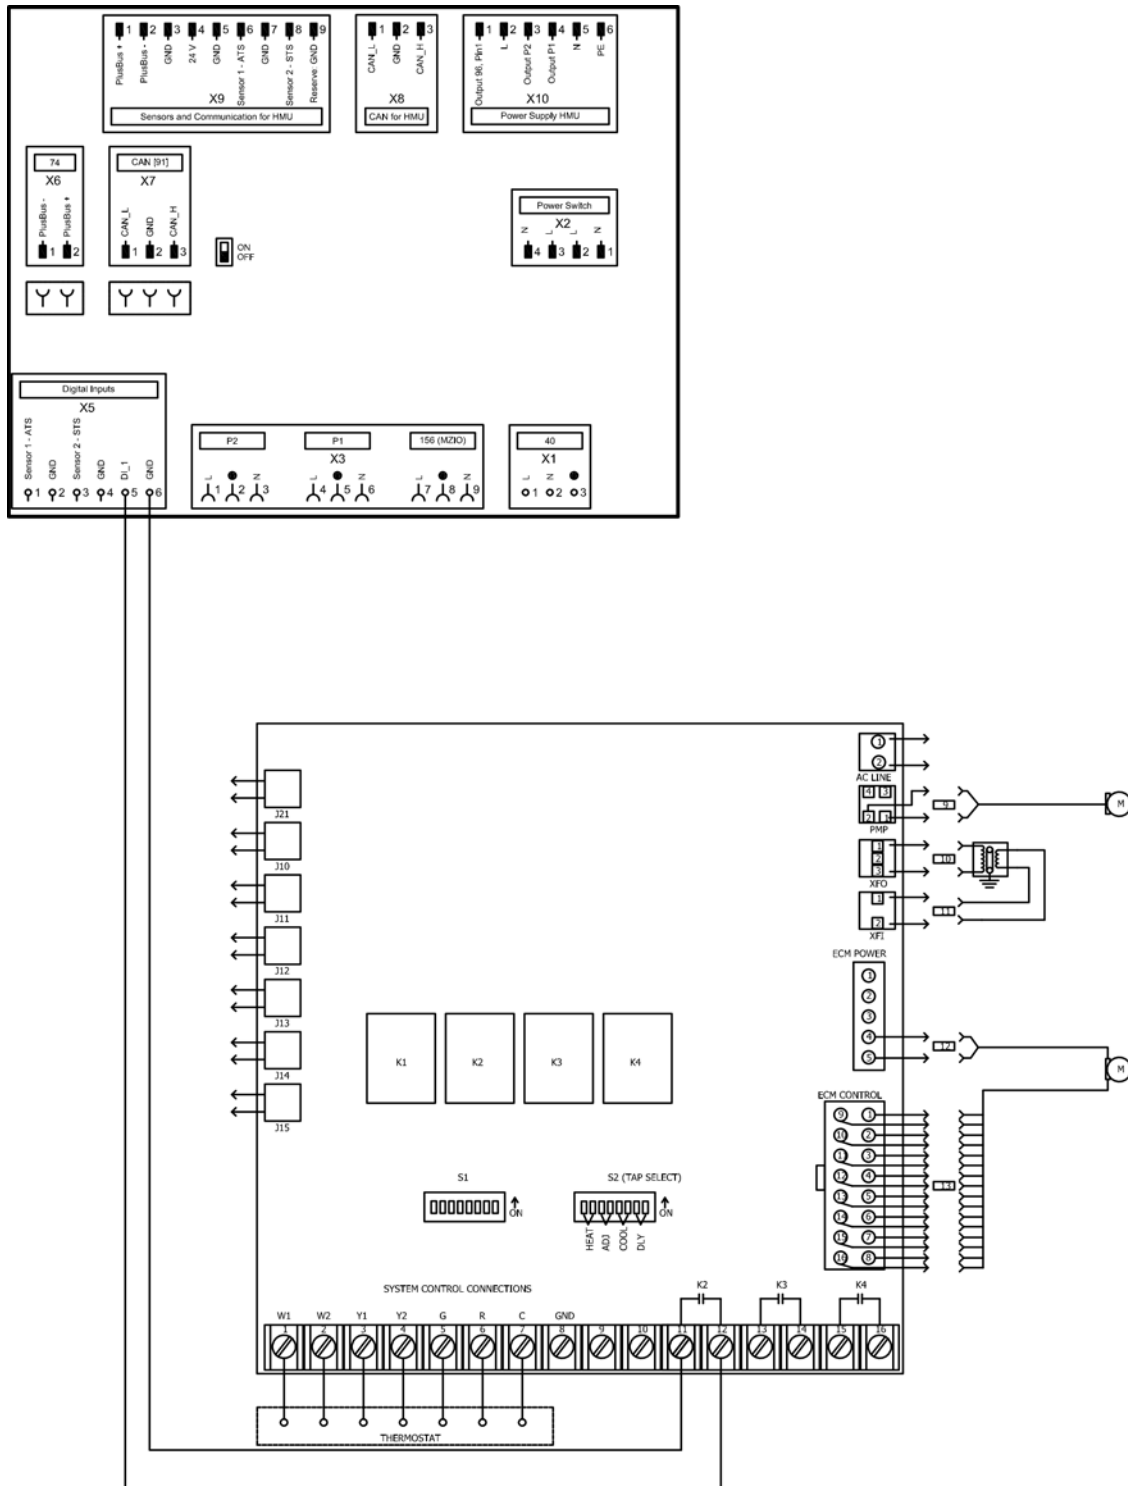 1 2 3 4 5 6 7 8 9
PlusBus +
PlusBus -
GND
24 V
GND
Sensor 1 - ATS
GND
Sensor 2 - STS
Reserve: GND
X9
Sensors and Communication for HMU
1 2 3
CAN_L
GND
CAN_H
X8
CAN for HMU
1 2 3 4 5 6
Output 96, Pin1
L
Output P2
Output P1
N
PE
X10
Power Supply HMU
74
X6
PlusBus -
PlusBus +
1 2
CAN [91]
X7
CAN_L
GND
CAN_H
1 2 3
ON
OFF
Power Switch
X2
N L L N
4 3 2 1
Digital Inputs
X5
Sensor 1 - ATS
GND
Sensor 2 - STS
GND
DI_1
GND
1 2 3 4 5 6
P2 P1 156 (MZIO)
X3
L N L N L N
1 2 3 4 5 6 7 8 9
40
X1
L N
1 2 3
1
2
AC LINE
4 3
2 1
PMP
9
M
1
2
3
XFO
10
1
2
XFI
11
J21
J10
J11
J12
J13
J14
J15
ECM POWER
1
2
3
4
5
12
M
K1 K2 K3 K4
ECM CONTROL
9 1
10 2
11 3
12 4
13 5
14 6
15 7
16 8
13
S1
ON
S2 (TAP SELECT)
ON
HEAT
ADJ
COOL
DLY
SYSTEM CONTROL CONNECTIONS
K2 K3 K4
W1 W2 Y1 Y2 G R C GND
1 2 3 4 5 6 7 8 9 10 11 12 13 14 15 16
THERMOSTAT